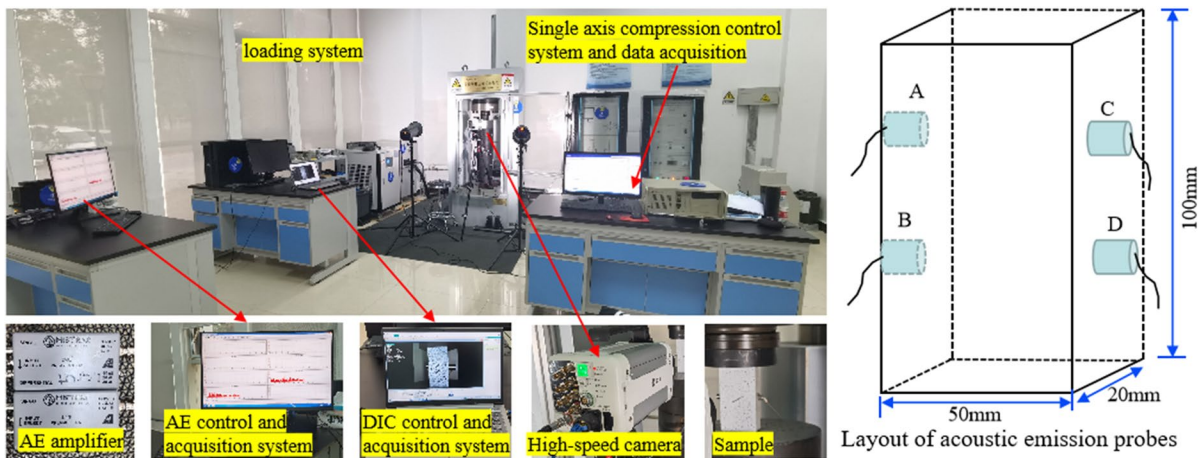 loading system
Single axis compression control
system and data acquisition
MISTRAS
AE amplifier
AE control and
acquisition system
DIC control and
acquisition system
High-speed camera
Sample
A
C
B
D
100mm
20mm
50mm
Layout of acoustic emission probes